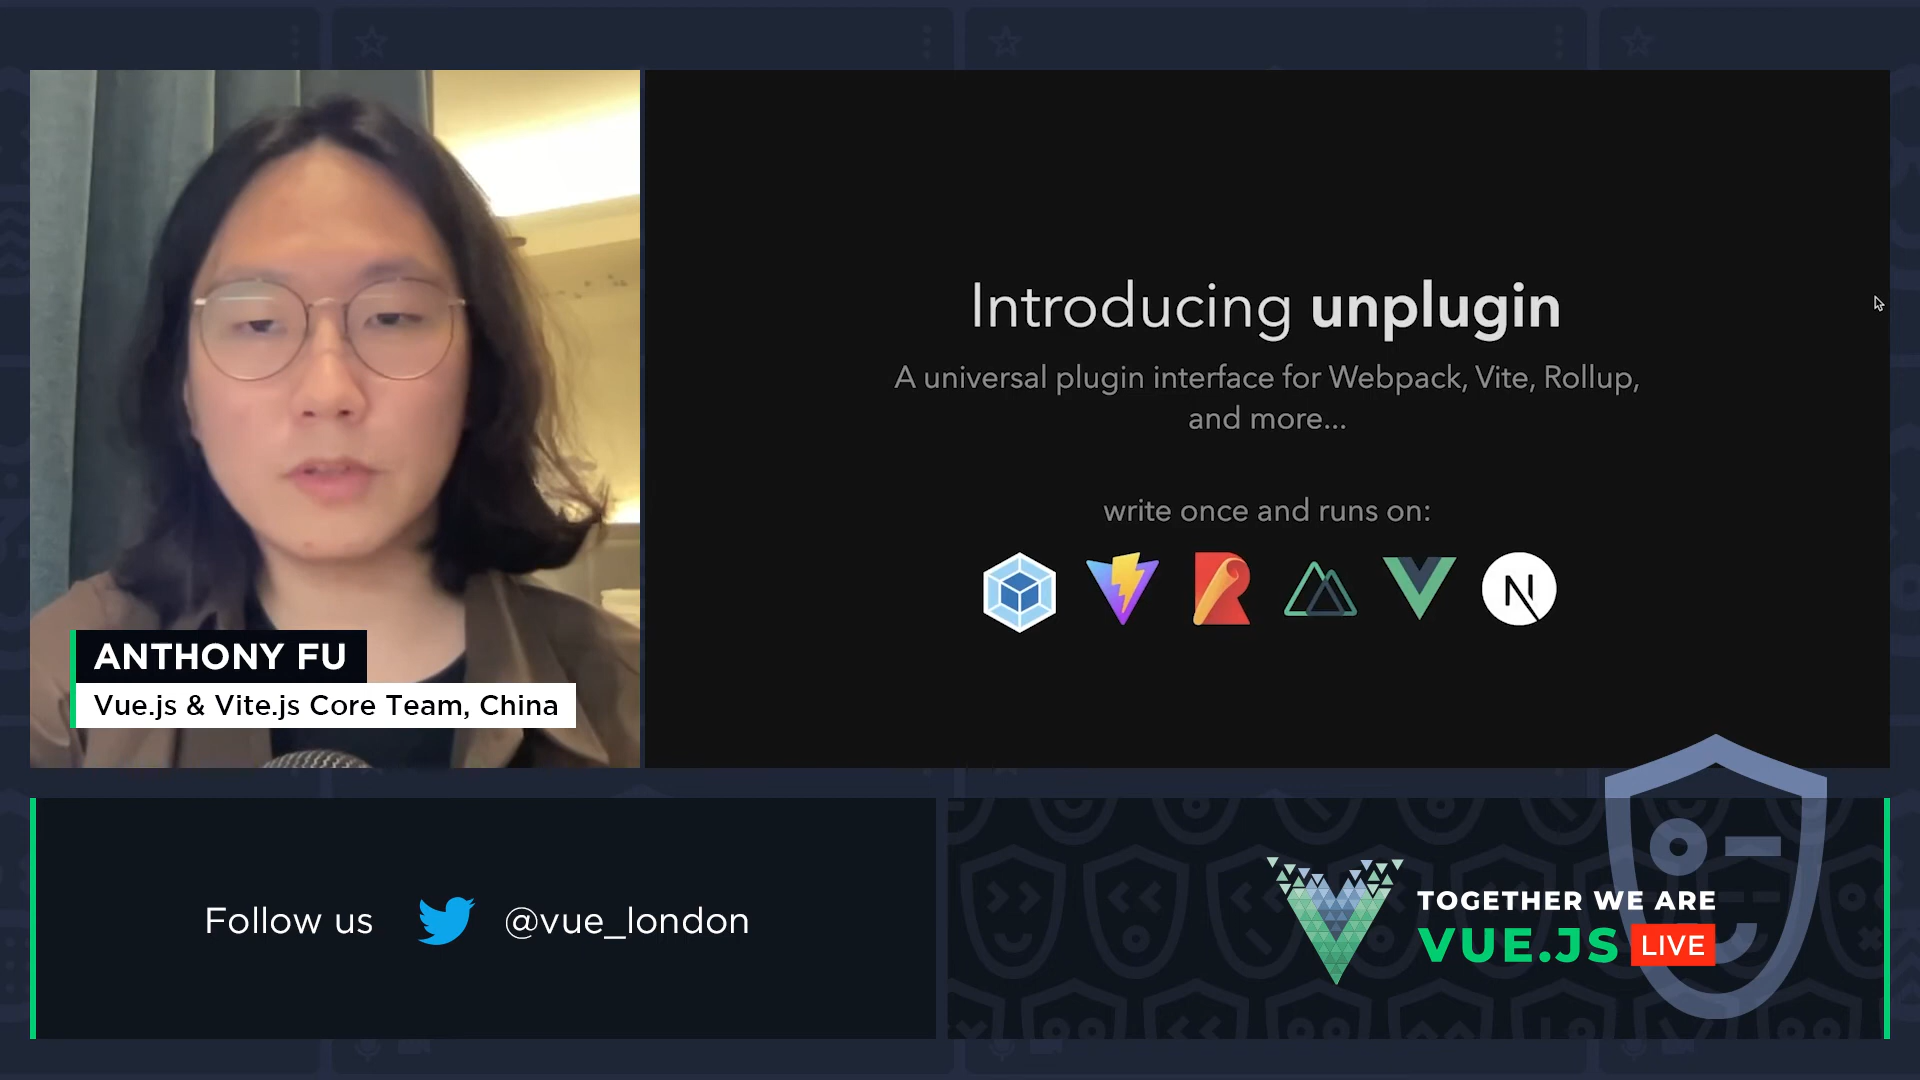 Introducing unplugin
A universal plugin interface for Webpack, Vite, Rollup,
and more...
write once and runs on:
N
ANTHONY FU
Vue.js & Vite.js Core Team, China
Follow us @vue_london
TOGETHER WE ARE
VUE.JS LIVE